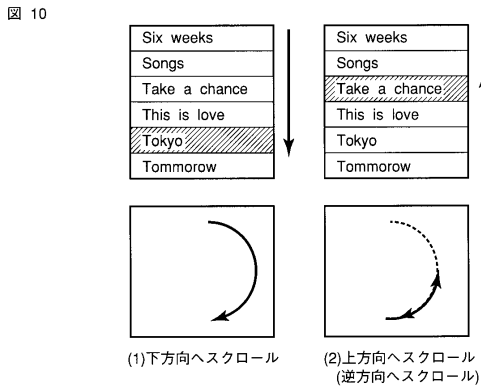 図 10
Six weeks
Songs
Take a chance
This is love
Tokyo
Tommorow
Six weeks
Songs
Take a chance
This is love
Tokyo
Tommorow
(1)下方向へスクロール
(2)上方向へスクロール
(逆方向へスクロール)